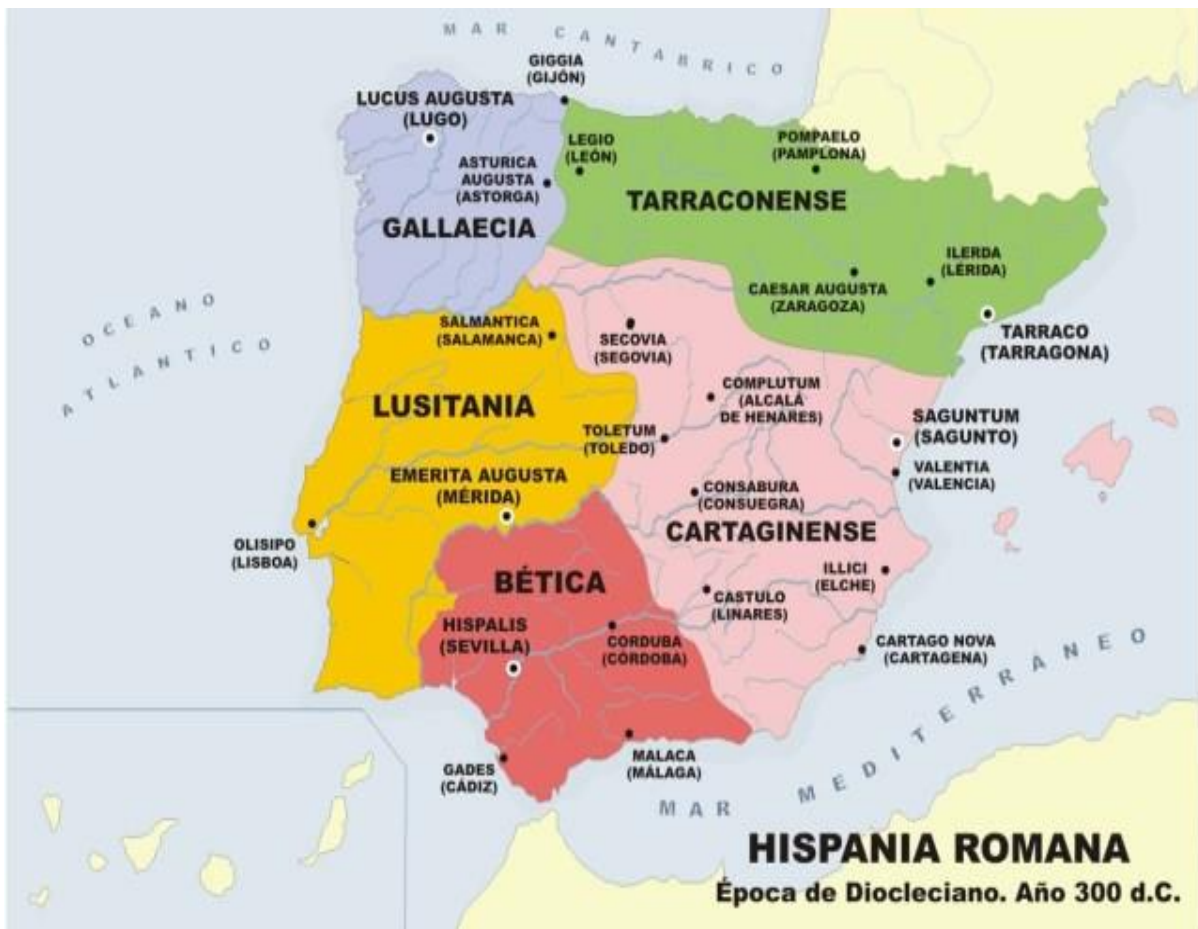 MAR CANTABRICO
GIGGIA
(GIJÓN)
LUCUS AUGUSTA
(LUGO)
LEGIO
(LEÓN)
POMPAELO
(PAMPLONA)
ASTURICA
AUGUSTA
(ASTORGA)
TARRACONENSE
GALLAECIA
ILERDA
(LÉRIDA)
CAESAR AUGUSTA
(ZARAGOZA)
OCEANO
ATLANTICO
SALMANTICA
(SALAMANCA)
SECOVIA
(SEGOVIA)
TARRACO
(TARRAGONA)
LUSITANIA
COMPLUTUM
(ALCALÁ
DE HENARES)
TOLETUM
(TOLEDO)
SAGUNTUM
(SAGUNTO)
VALENTIA
(VALENCIA)
EMERITA AUGUSTA
(MÉRIDA)
CONSABURA
(CONSUEGRA)
CARTAGINENSE
OLISIPO
(LISBOA)
BÉTICA
ILLICI
(ELCHE)
CASTULO
(LINARES)
HISPALIS
(SEVILLA)
CORDUBA
(CÓRDOBA)
CARTAGO NOVA
(CARTAGENA)
GADES
(CÁDIZ)
MALACA
(MÁLAGA)
MAR MEDITERRÁNEO
HISPANIA ROMANA
Época de Diocleciano. Año 300 d.C.